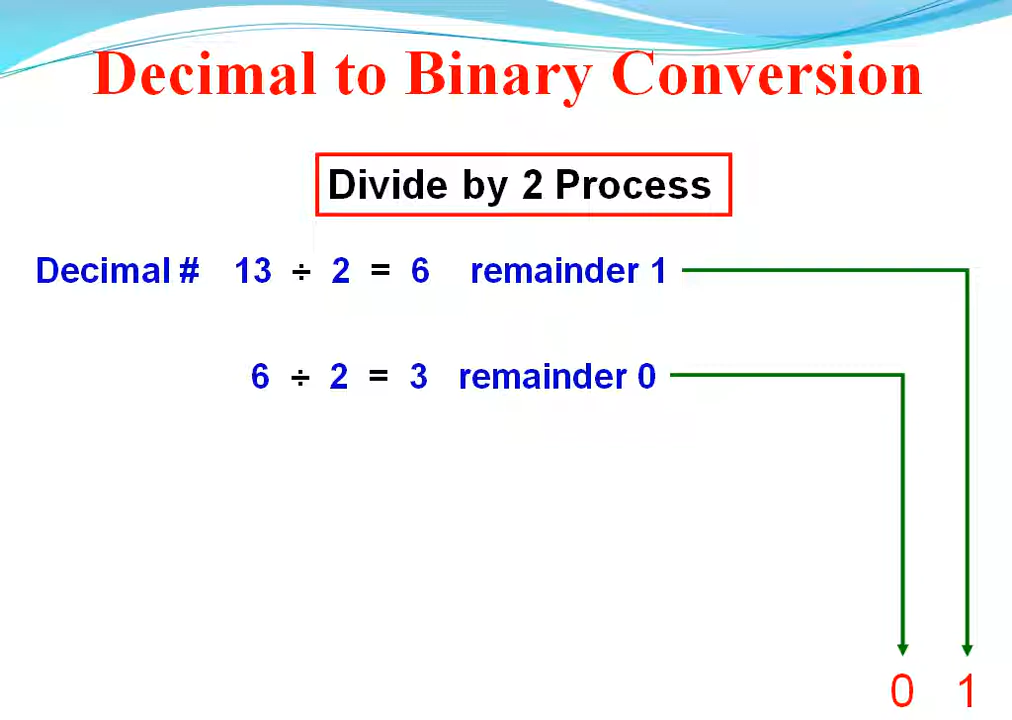 Decimal to Binary Conversion
Divide by 2 Process
Decimal # 13 ÷ 2 = 6 remainder 1
6 ÷ 2 = 3 remainder 0
0 1